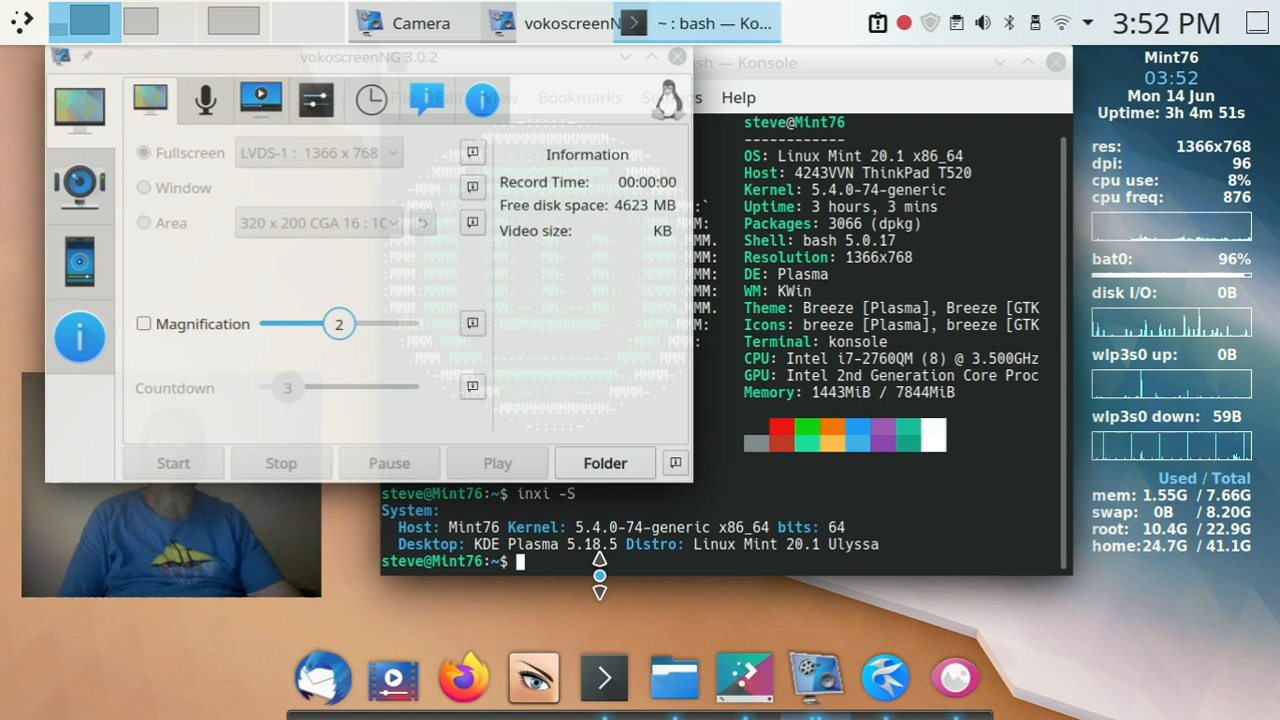 Camera
vokoscreenN
~ : bash — Ko...
3:52 PM
vokoscreenNG 3.0.2
sh — Konsole
File Edit View Bookmarks Settings Help
Fullscreen
LVDS-1 : 1366 x 768
Window
Area
320 x 200 CGA 16 : 10
Magnification
2
Countdown
3
Information
Record Time: 00:00:00
Free disk space: 4623 MB
Video size: KB
Start
Stop
Pause
Play
Folder
steve@Mint76
------------
OS: Linux Mint 20.1 x86_64
Host: 4243VVN ThinkPad T520
Kernel: 5.4.0-74-generic
Uptime: 3 hours, 3 mins
Packages: 3066 (dpkg)
Shell: bash 5.0.17
Resolution: 1366x768
DE: Plasma
WM: KWin
Theme: Breeze [Plasma], Breeze [GTK
Icons: breeze [Plasma], breeze [GTK
Terminal: konsole
CPU: Intel i7-2760QM (8) @ 3.500GHz
GPU: Intel 2nd Generation Core Proc
Memory: 1443MiB / 7844MiB
steve@Mint76:~$ inxi -S
System:
Host: Mint76 Kernel: 5.4.0-74-generic x86_64 bits: 64
Desktop: KDE Plasma 5.18.5 Distro: Linux Mint 20.1 Ulyssa
steve@Mint76:~$
Mint76
03:52
Mon 14 Jun
Uptime: 3h 4m 51s
res: 1366x768
dpi: 96
cpu use: 8%
cpu freq: 876
bat0: 96%
disk I/O: 0B
wlp3s0 up: 0B
wlp3s0 down: 59B
Used / Total
mem: 1.55G / 7.66G
swap: 0B / 8.20G
root: 10.4G / 22.9G
home:24.7G / 41.1G